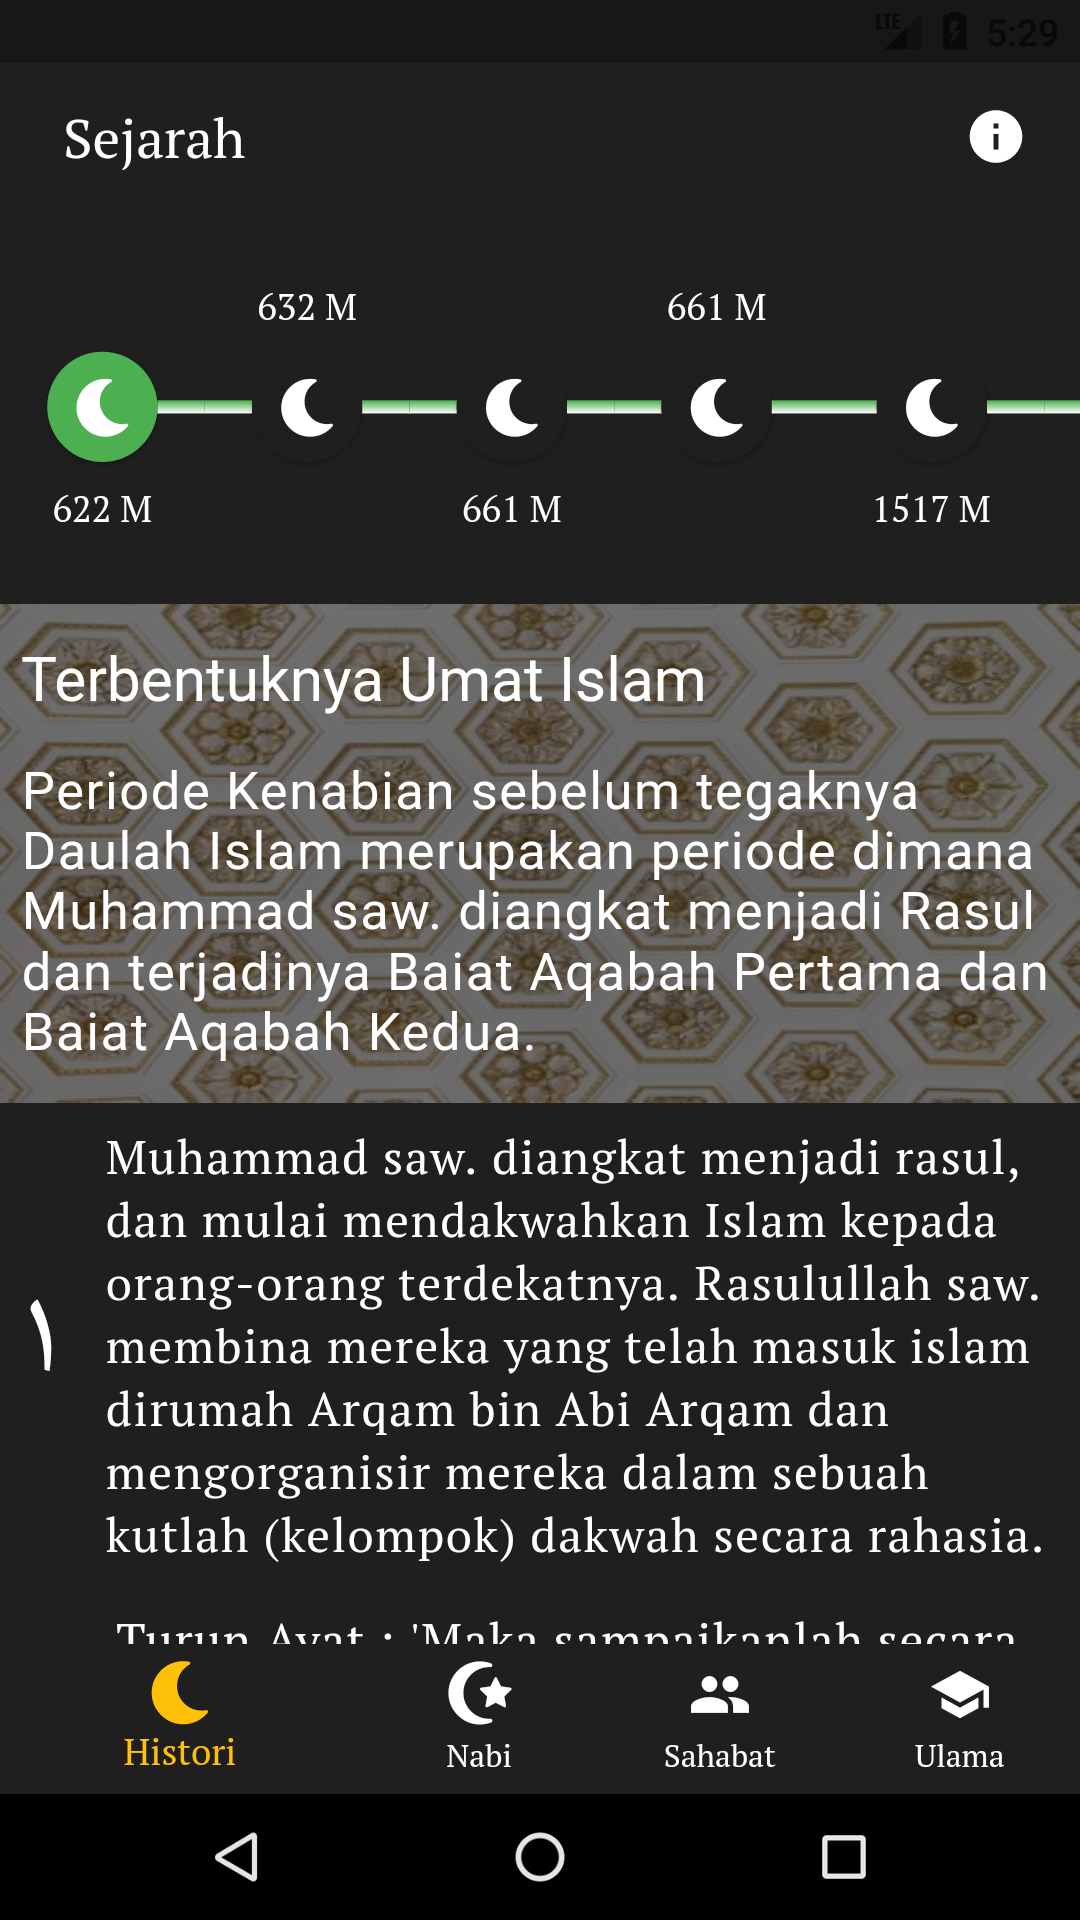 LTE 5:29
Sejarah
632 M 661 M
622 M 661 M 1517 M
Terbentuknya Umat Islam
Periode Kenabian sebelum tegaknya
Daulah Islam merupakan periode dimana
Muhammad saw. diangkat menjadi Rasul
dan terjadinya Baiat Aqabah Pertama dan
Baiat Aqabah Kedua.
١
Muhammad saw. diangkat menjadi rasul,
dan mulai mendakwahkan Islam kepada
orang-orang terdekatnya. Rasulullah saw.
membina mereka yang telah masuk islam
dirumah Arqam bin Abi Arqam dan
mengorganisir mereka dalam sebuah
kutlah (kelompok) dakwah secara rahasia.
Turun Ayat : 'Maka sampaikanlah secara
Histori Nabi Sahabat Ulama